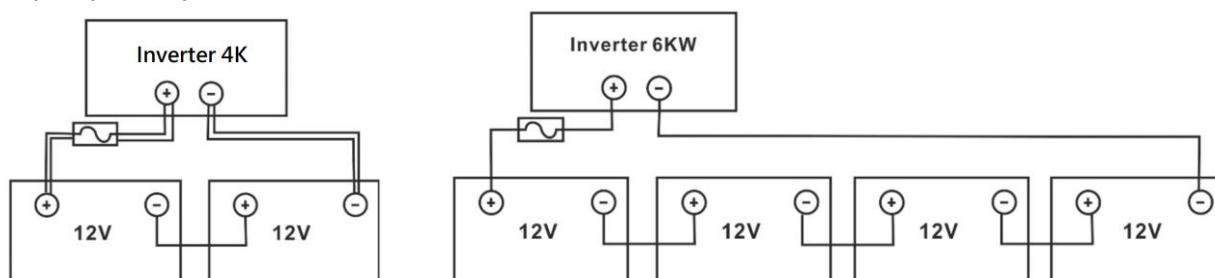 Inverter 4K
Inverter 6KW
+ −
+ −
+ − + −
+ − + − + − + −
12V 12V
12V 12V 12V 12V